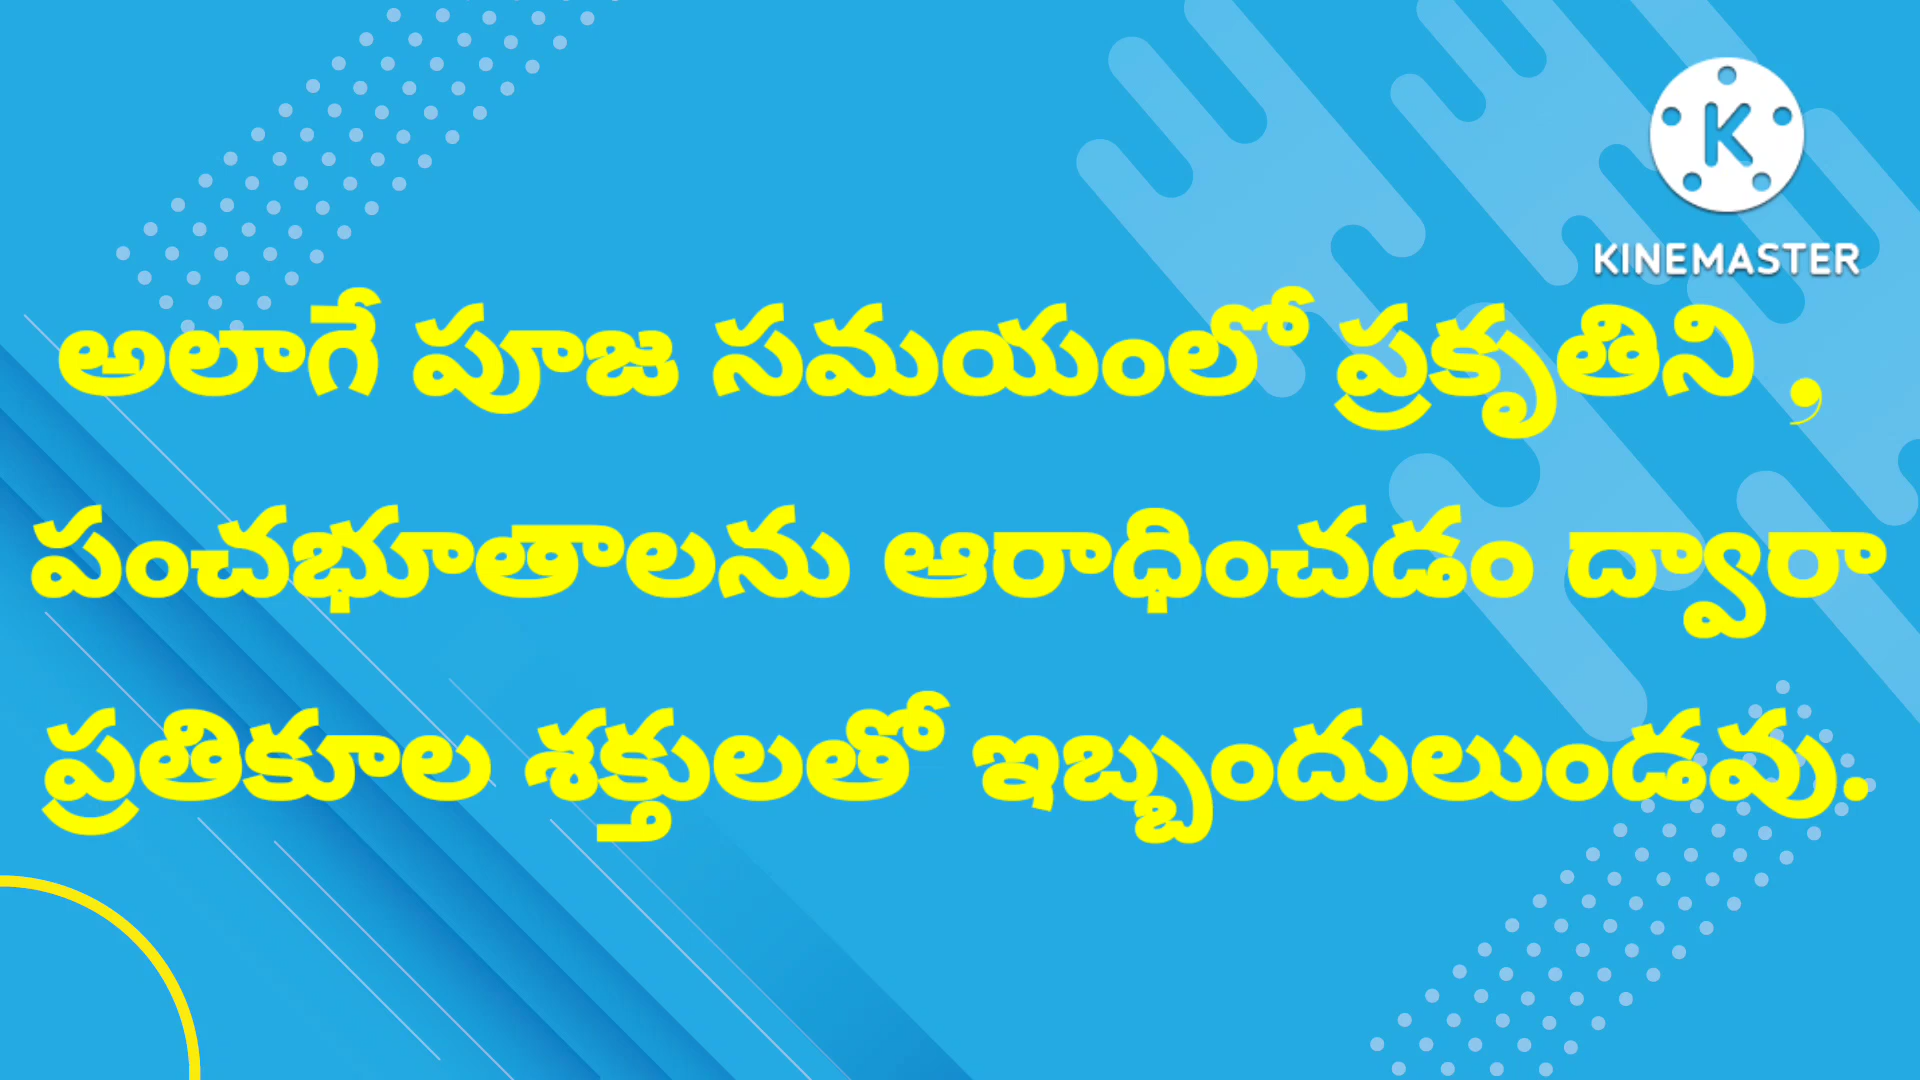 KINEMASTER
అలాగే పూజ సమయంలో ప్రకృతిని ,
పంచభూతాలను ఆరాధించడం ద్వారా
ప్రతికూల శక్తులతో ఇబ్బందులుండవు.